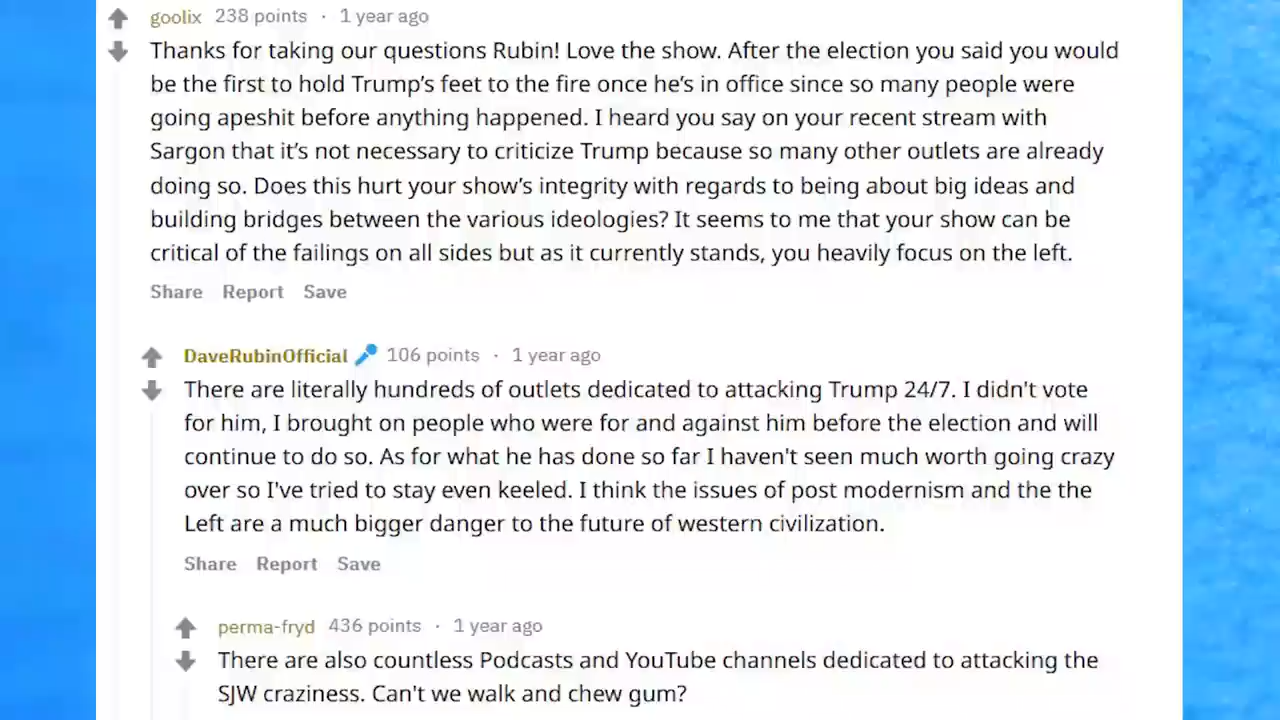 goolix 238 points · 1 year ago
Thanks for taking our questions Rubin! Love the show. After the election you said you would
be the first to hold Trump's feet to the fire once he's in office since so many people were
going apeshit before anything happened. I heard you say on your recent stream with
Sargon that it's not necessary to criticize Trump because so many other outlets are already
doing so. Does this hurt your show's integrity with regards to being about big ideas and
building bridges between the various ideologies? It seems to me that your show can be
critical of the failings on all sides but as it currently stands, you heavily focus on the left.
Share Report Save
DaveRubinOfficial 106 points · 1 year ago
There are literally hundreds of outlets dedicated to attacking Trump 24/7. I didn't vote
for him, I brought on people who were for and against him before the election and will
continue to do so. As for what he has done so far I haven't seen much worth going crazy
over so I've tried to stay even keeled. I think the issues of post modernism and the the
Left are a much bigger danger to the future of western civilization.
Share Report Save
perma-fryd 436 points · 1 year ago
There are also countless Podcasts and YouTube channels dedicated to attacking the
SJW craziness. Can't we walk and chew gum?